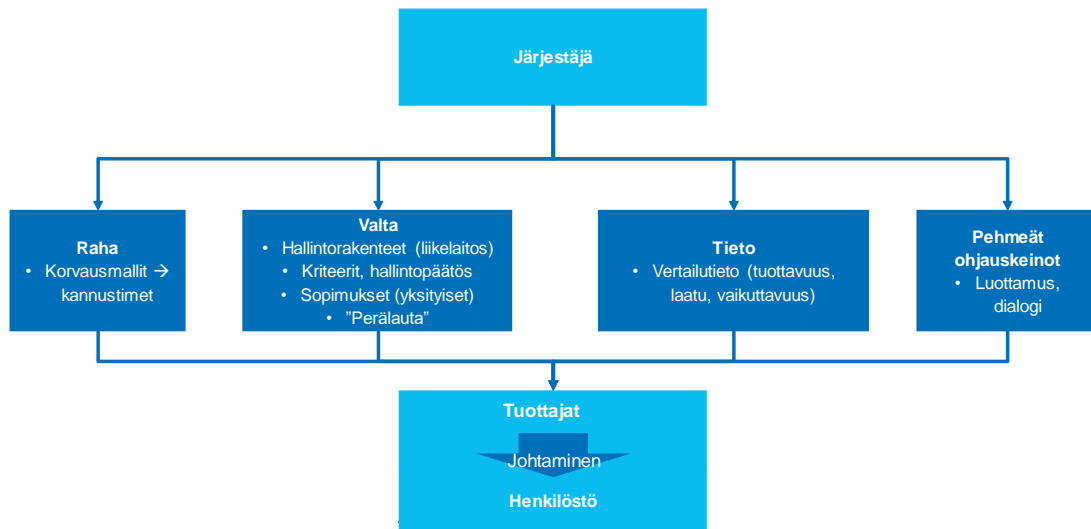 Järjestäjä
Raha
• Korvausmallit →
kannustimet
Valta
• Hallintorakenteet (liikelaitos)
• Kriteerit, hallintopäätös
• Sopimukset (yksityiset)
• ”Perälauta”
Tieto
• Vertailutieto (tuottavuus,
laatu, vaikuttavuus)
Pehmeät
ohjauskeinot
• Luottamus,
dialogi
Tuottajat
Johtaminen
Henkilöstö